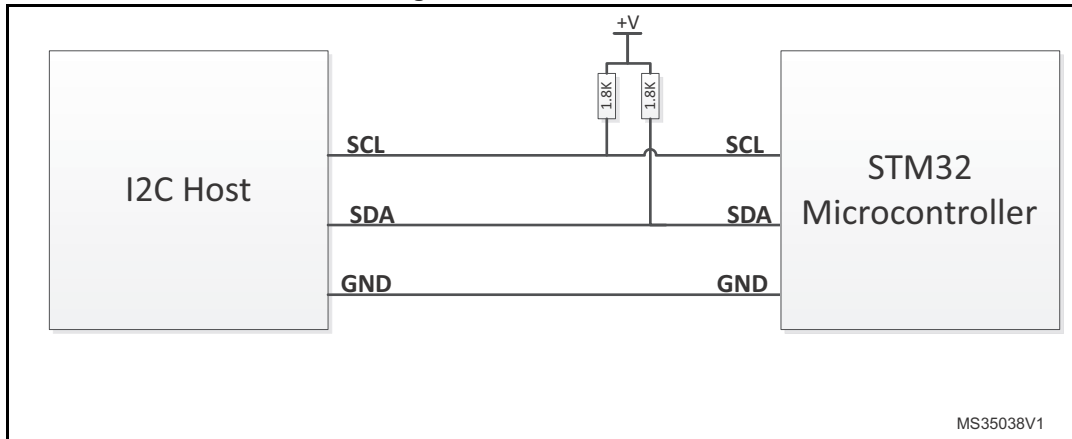 +V
1.8K
1.8K
SCL
SCL
I2C Host
STM32
Microcontroller
SDA
SDA
GND
GND
MS35038V1